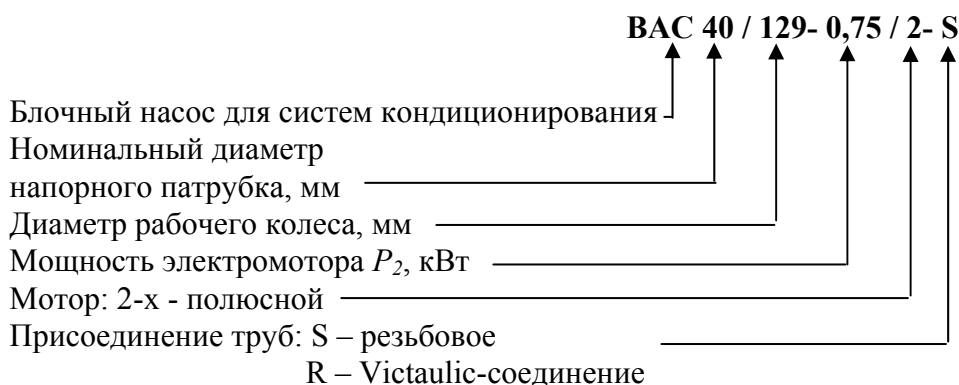 BAC 40 / 129- 0,75 / 2- S
Блочный насос для систем кондиционирования
Номинальный диаметр
напорного патрубка, мм
Диаметр рабочего колеса, мм
Мощность электромотора P₂, кВт
Мотор: 2-х - полюсной
Присоединение труб: S – резьбовое
R – Victaulic-соединение